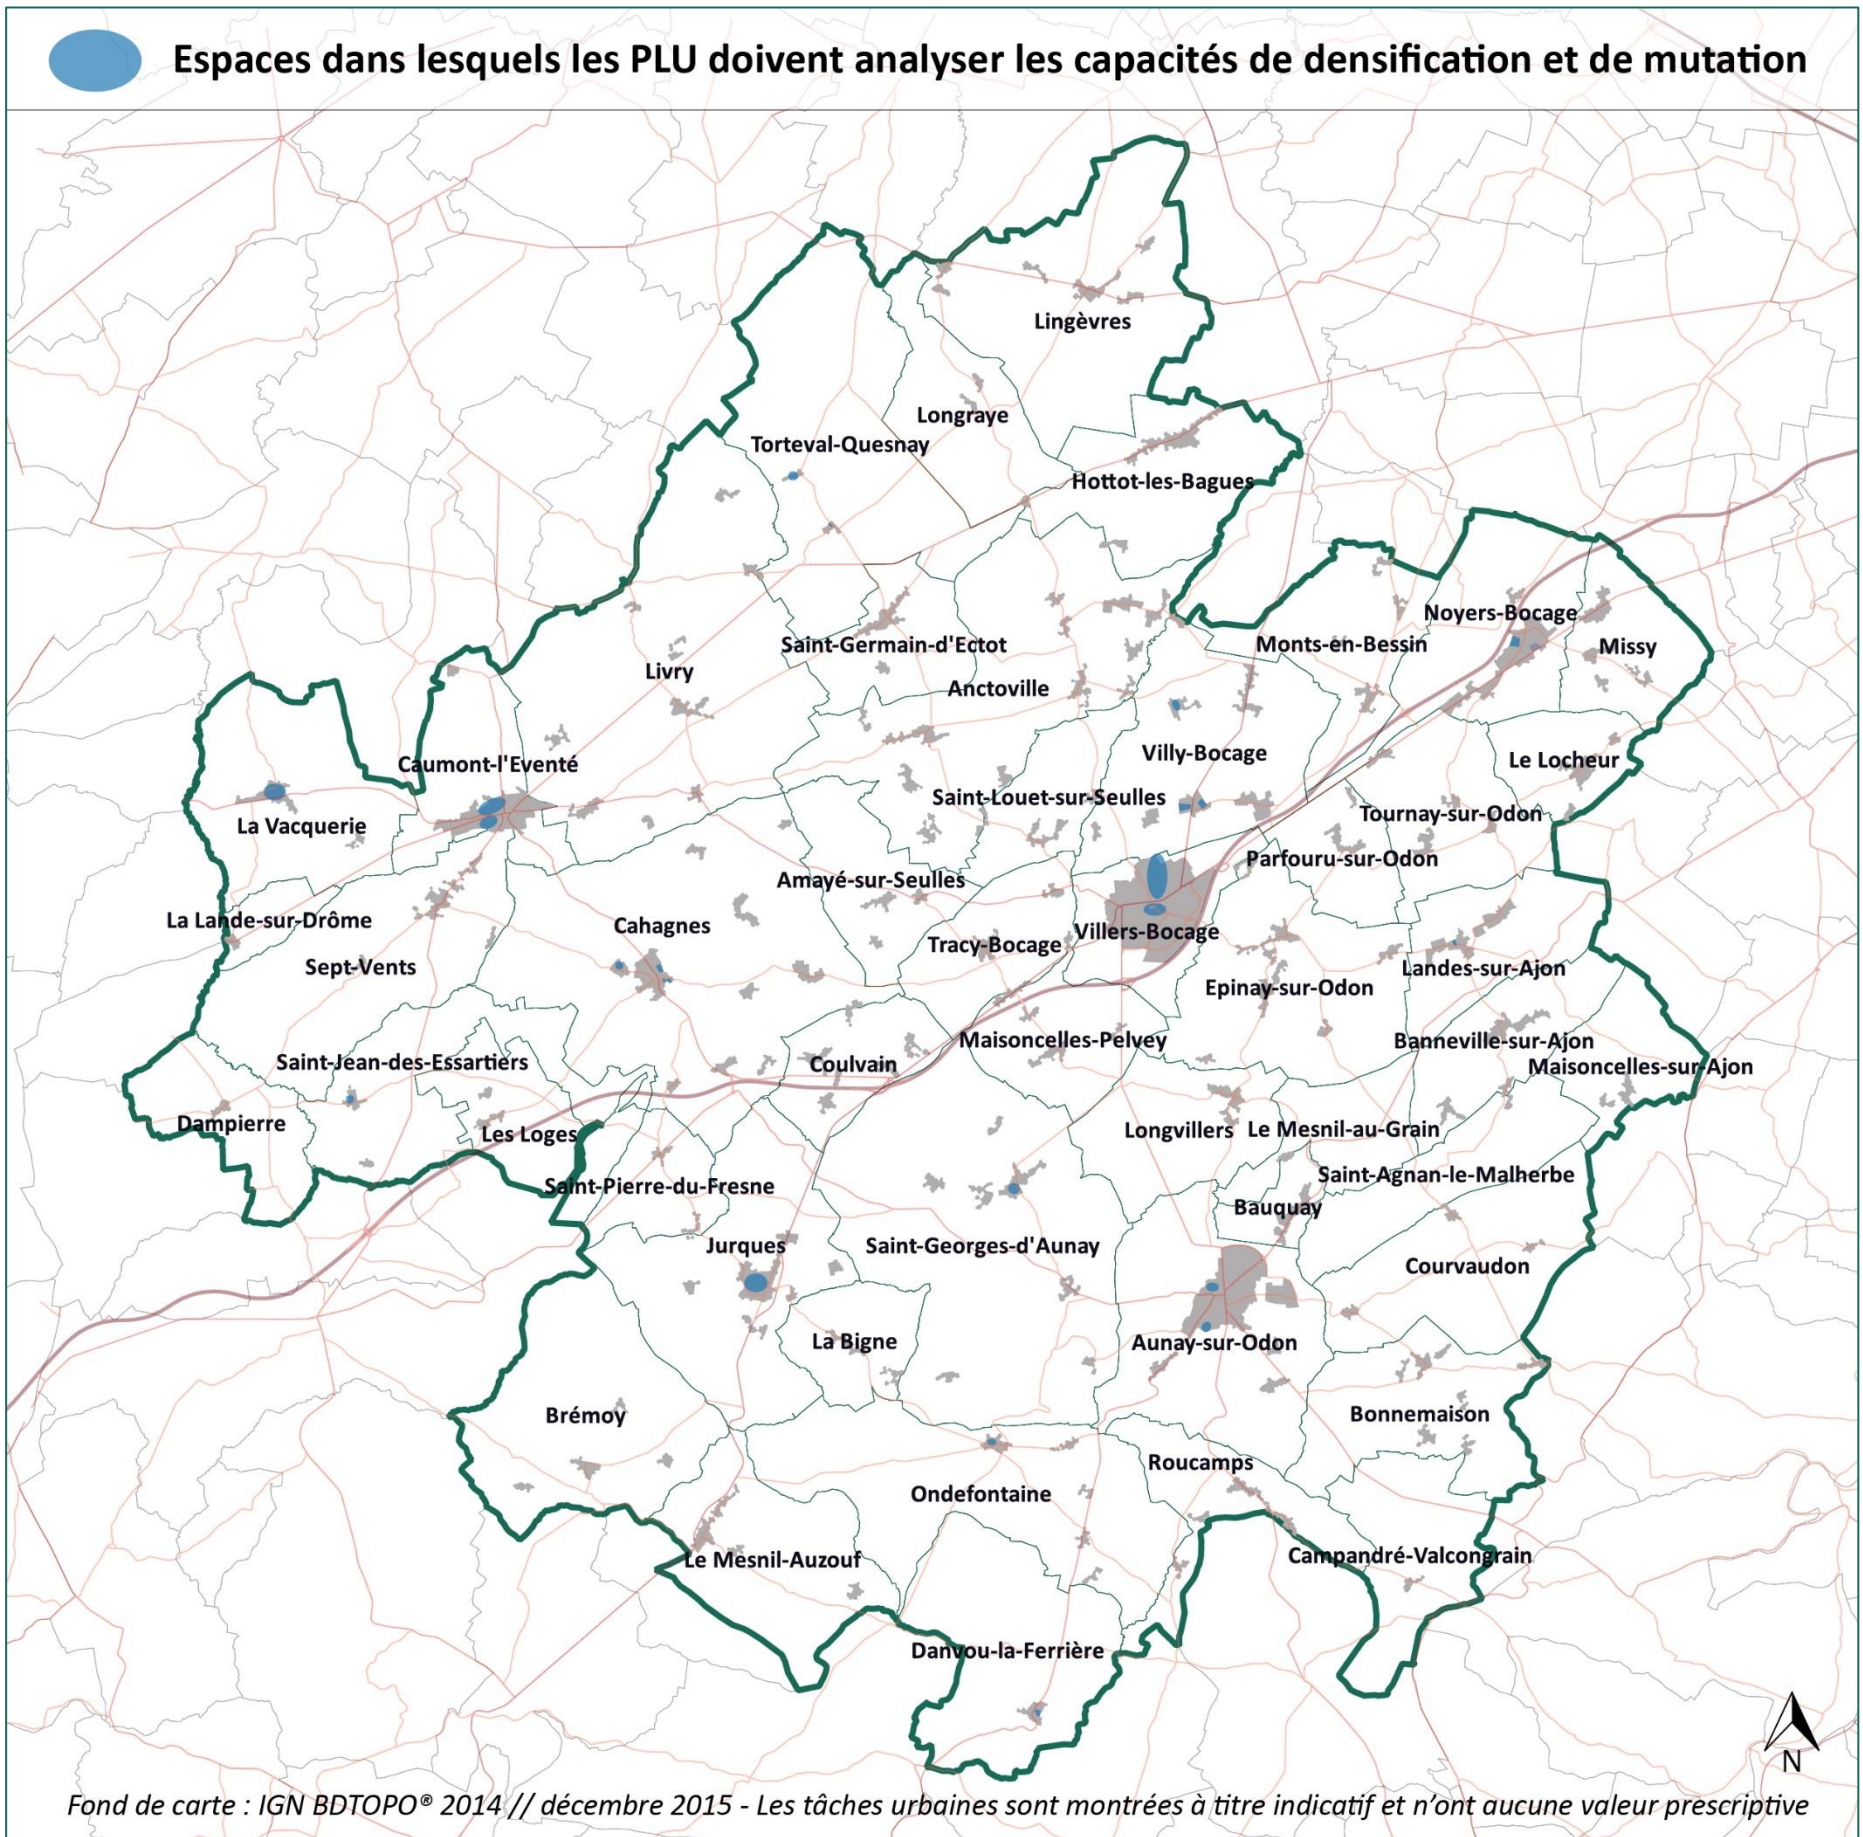 Espaces dans lesquels les PLU doivent analyser les capacités de densification et de mutation
Lingèvres
Longraye
Torteval-Quesnay
Hottot-les-Bagues
Noyers-Bocage
Saint-Germain-d'Ectot
Monts-en-Bessin
Missy
Livry
Anctoville
Villy-Bocage
Le Locheur
Caumont-l'Eventé
Saint-Louet-sur-Seulles
Tournay-sur-Odon
La Vacquerie
Parfouru-sur-Odon
Amayé-sur-Seulles
La Lande-sur-Drôme
Cahagnes
Villers-Bocage
Tracy-Bocage
Sept-Vents
Landes-sur-Ajon
Epinay-sur-Odon
Maisoncelles-Pelvey
Banneville-sur-Ajon
Saint-Jean-des-Essartiers
Coulvain
Maisoncelles-sur-Ajon
Dampierre
Les Loges
Longvillers
Le Mesnil-au-Grain
Saint-Agnan-le-Malherbe
Saint-Pierre-du-Fresne
Bauquay
Jurques
Saint-Georges-d'Aunay
Courvaudon
La Bigne
Aunay-sur-Odon
Brémoy
Bonnemaison
Roucamps
Ondefontaine
Le Mesnil-Auzouf
Campandré-Valcongrain
Danvou-la-Ferrière
N
Fond de carte : IGN BDTOPO® 2014 // décembre 2015 - Les tâches urbaines sont montrées à titre indicatif et n'ont aucune valeur prescriptive